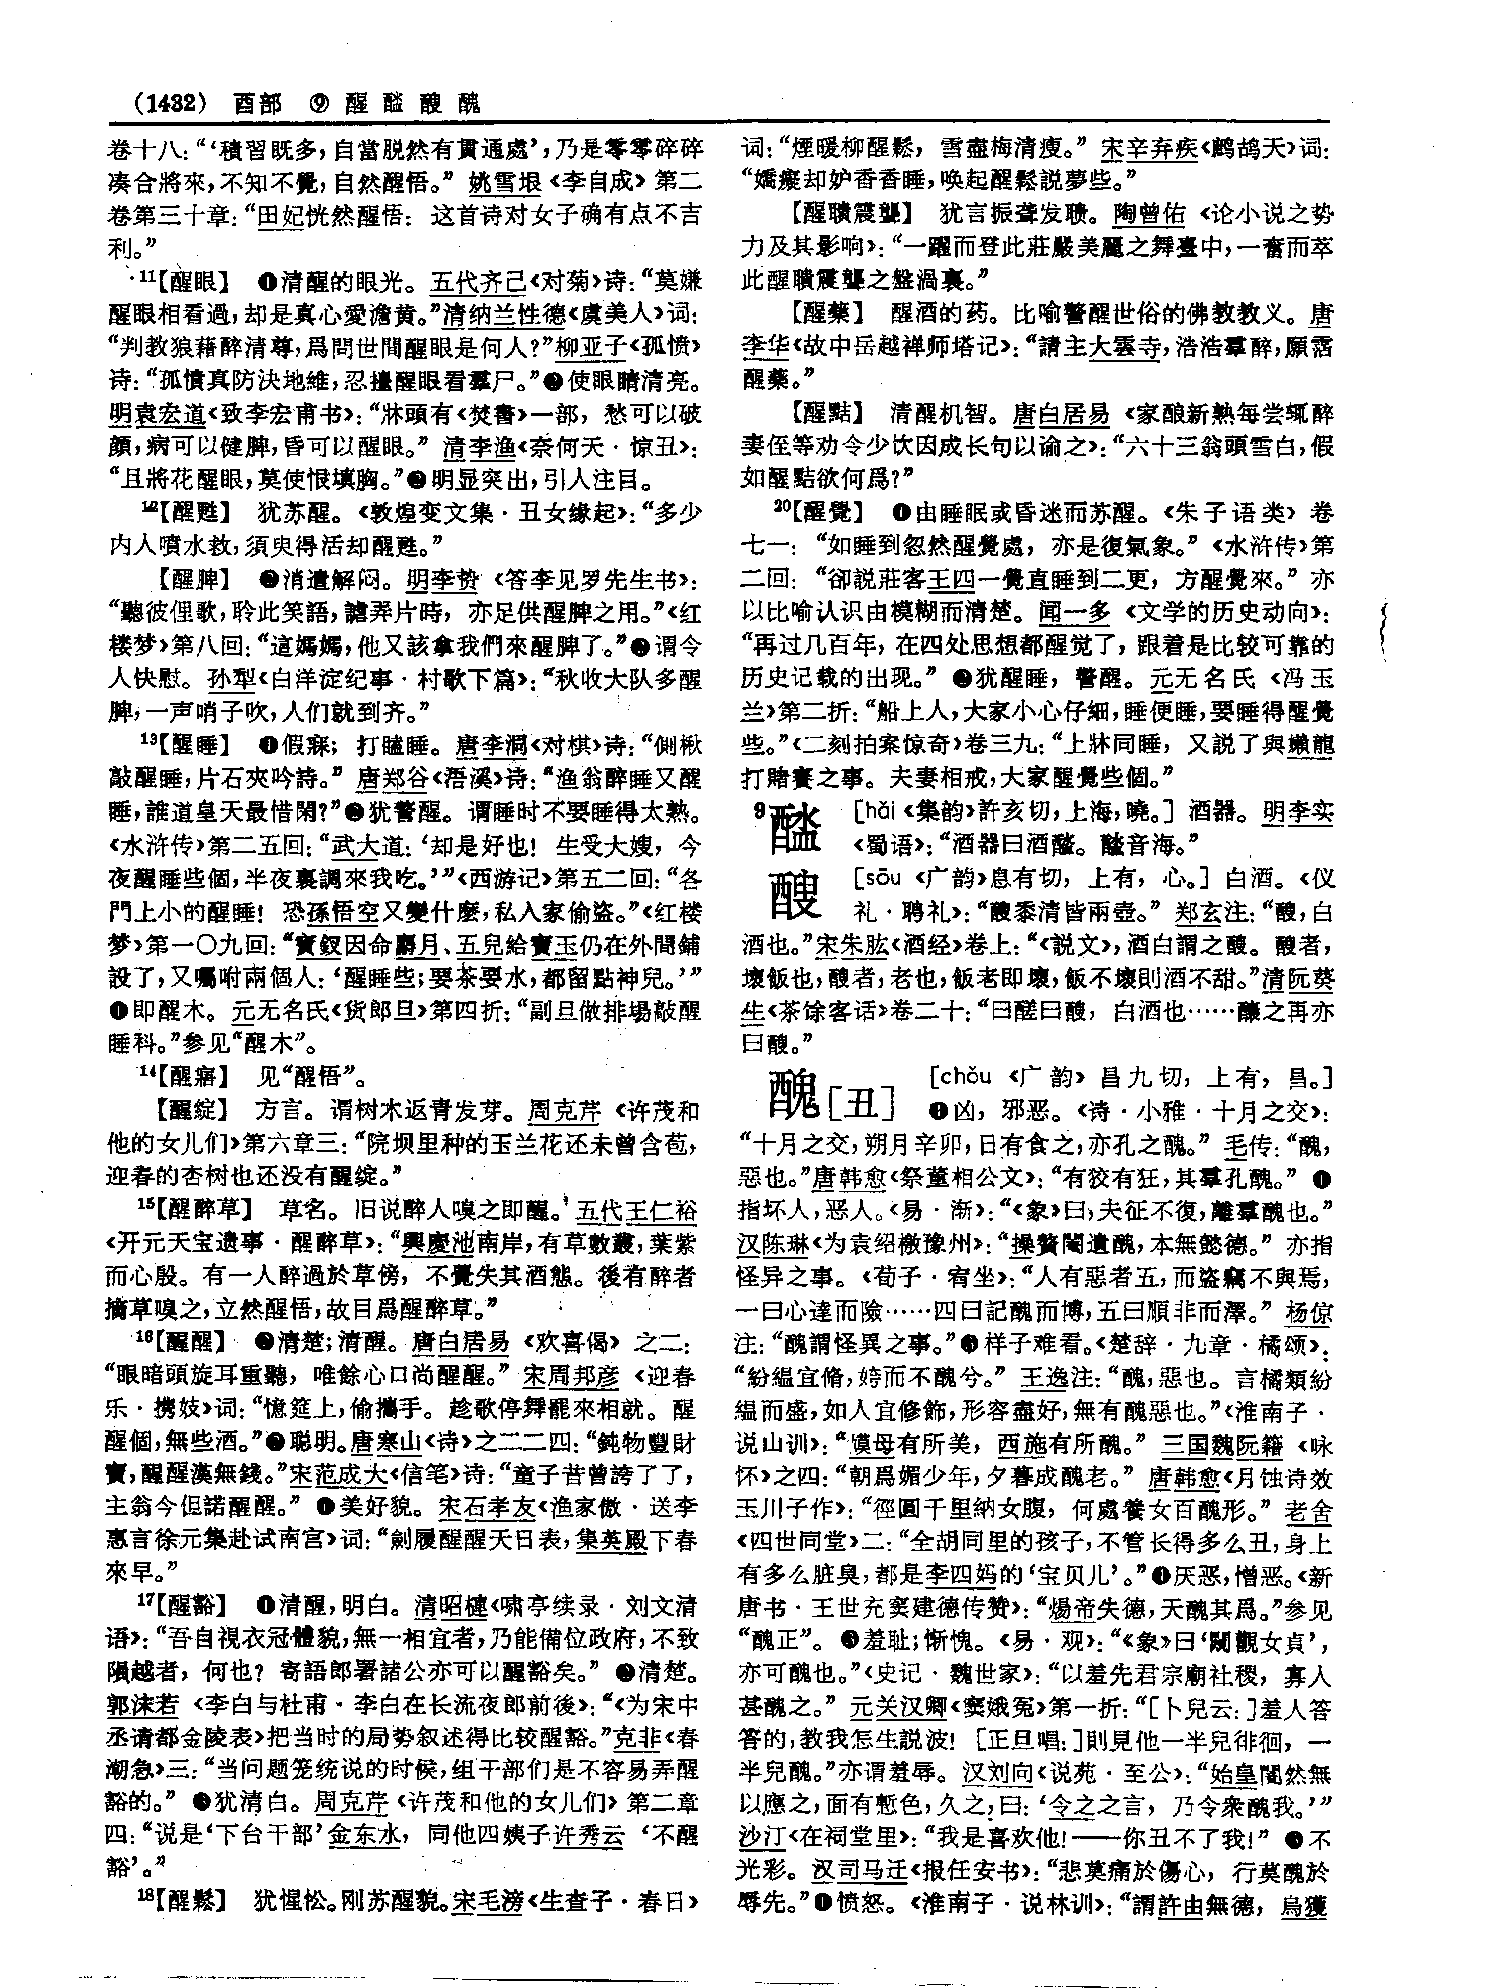 (1432) 酉部 ⑨ 醒醢醙醜
卷十八：“‘積習既多，自當脱然有貫通處’，乃是零零碎碎
凑合將來，不知不覺，自然醒悟。”姚雪垠《李自成》第二
卷第三十章：“田妃恍然醒悟：这首诗对女子确有点不吉
利。”
11【醒眼】 ❶清醒的眼光。五代齐己《对菊》诗：“莫嫌
醒眼相看過，却是真心愛澹黄。”清纳兰性德《虞美人》词：
“判教狼藉醉清尊，爲問世間醒眼是何人？”柳亚子《孤愤》
诗：“孤憤真防決地維，忍擡醒眼看羣尸。”❷使眼睛清亮。
明袁宏道《致李宏甫书》：“牀頭有《焚書》一部，愁可以破
顔，病可以健脾，昏可以醒眼。”清李渔《奈何天·惊丑》：
“且將花醒眼，莫使恨填胸。”❸明显突出，引人注目。
12【醒甦】 犹苏醒。《敦煌变文集·丑女缘起》：“多少
内人噴水救，須臾得活却醒甦。”
【醒脾】 ❶消遣解闷。明李贽《答李见罗先生书》：
“聽彼俚歌，聆此笑語，謔弄片時，亦足供醒脾之用。”《红
楼梦》第八回：“這媽媽，他又該拿我們來醒脾了。”❷谓令
人快慰。孙犁《白洋淀纪事·村歌下篇》：“秋收大队多醒
脾，一声哨子吹，人们就到齐。”
13【醒睡】 ❶假寐；打瞌睡。唐李洞《对棋》诗：“側楸
敲醒睡，片石夾吟詩。”唐郑谷《浯溪》诗：“渔翁醉睡又醒
睡，誰道皇天最惜閑？”❷犹警醒。谓睡时不要睡得太熟。
《水浒传》第二五回：“武大道：‘却是好也！生受大嫂，今
夜醒睡些個，半夜裏調來我吃。’”《西游记》第五二回：“各
門上小的醒睡！恐孫悟空又變什麽，私入家偷盗。”《红楼
梦》第一〇九回：“寶釵因命麝月、五兒給寶玉仍在外間鋪
設了，又囑咐兩個人：‘醒睡些；要茶要水，都留點神兒。’”
❸即醒木。元无名氏《货郎旦》第四折：“副旦做排場敲醒
睡科。”参见“醒木”。
14【醒寤】 见“醒悟”。
【醒綻】 方言。谓树木返青发芽。周克芹《许茂和
他的女儿们》第六章三：“院坝里种的玉兰花还未曾含苞，
迎春的杏树也还没有醒绽。”
15【醒醉草】 草名。旧说醉人嗅之即醒。五代王仁裕
《开元天宝遗事·醒醉草》：“興慶池南岸，有草數叢，葉紫
而心殷。有一人醉過於草傍，不覺失其酒態。後有醉者
摘草嗅之，立然醒悟，故目爲醒醉草。”
16【醒醒】 ❶清楚；清醒。唐白居易《欢喜偈》之二：
“眼暗頭旋耳重聽，唯餘心口尚醒醒。”宋周邦彦《迎春
乐·携妓》词：“憶筵上，偷攜手。趁歌停舞罷來相就。醒
醒個，無些酒。”❷聪明。唐寒山《诗》之二二四：“鈍物豐財
寶，醒醒漢無錢。”宋范成大《信笔》诗：“童子昔曾誇了了，
主翁今但諾醒醒。”❸美好貌。宋石孝友《渔家傲·送李
惠言徐元集赴试南宫》词：“劍履醒醒天日表，集英殿下春
來早。”
17【醒豁】 ❶清醒，明白。清昭槤《啸亭续录·刘文清
语》：“吾自視衣冠體貌，無一相宜者，乃能備位政府，不致
隕越者，何也？寄語郎署諸公亦可以醒豁矣。”❷清楚。
郭沫若《李白与杜甫·李白在长流夜郎前後》：“《为宋中
丞请都金陵表》把当时的局势叙述得比较醒豁。”克非《春
潮急》三：“当问题笼统说的时候，组干部们是不容易弄醒
豁的。”❸犹清白。周克芹《许茂和他的女儿们》第二章
四：“说是‘下台干部’金东水，同他四姨子许秀云‘不醒
豁’。”
18【醒鬆】 犹惺忪。刚苏醒貌。宋毛滂《生查子·春日》
词：“煙暖柳醒鬆，雪盡梅清瘦。”宋辛弃疾《鹧鸪天》词：
“嬌癡却妒香香睡，唤起醒鬆説夢些。”
【醒聵震聾】 犹言振聋发聩。陶曾佑《论小说之势
力及其影响》：“一躍而登此莊嚴美麗之舞臺中，一奮而萃
此醒聵震聾之盤渦裏。”
【醒藥】 醒酒的药。比喻警醒世俗的佛教教义。唐
李华《故中岳越禅师塔记》：“請主大雲寺，浩浩羣醉，願霑
醒藥。”
【醒黠】 清醒机智。唐白居易《家酿新熟每尝辄醉
妻侄等劝令少饮因成长句以谕之》：“六十三翁頭雪白，假
如醒黠欲何爲？”
20【醒覺】 ❶由睡眠或昏迷而苏醒。《朱子语类》卷
七一：“如睡到忽然醒覺處，亦是復氣象。”《水浒传》第
二回：“卻説莊客王四一覺直睡到二更，方醒覺來。”亦
以比喻认识由模糊而清楚。闻一多《文学的历史动向》：
“再过几百年，在四处思想都醒觉了，跟着是比较可靠的
历史记载的出现。”❷犹醒睡，警醒。元无名氏《冯玉
兰》第二折：“船上人，大家小心仔細，睡便睡，要睡得醒覺
些。”《二刻拍案惊奇》卷三九：“上牀同睡，又説了與懶龍
打賭賽之事。夫妻相戒，大家醒覺些個。”
9醢 [hǎi《集韵》許亥切，上海，曉。] 酒器。明李实
《蜀语》：“酒器曰酒醢。醢音海。”
醙 [sōu《广韵》息有切，上有，心。] 白酒。《仪
礼·聘礼》：“醙黍清皆兩壺。”郑玄注：“醙，白
酒也。”宋朱肱《酒经》卷上：“《説文》，酒白謂之醙。醙者，
壞飯也，醙者，老也，飯老即壞，飯不壞則酒不甜。”清阮葵
生《茶馀客话》卷二十：“曰醝曰醙，白酒也……釀之再亦
曰醙。”
醜[丑] [chǒu《广韵》昌九切，上有，昌。]
❶凶，邪恶。《诗·小雅·十月之交》：
“十月之交，朔月辛卯，日有食之，亦孔之醜。”毛传：“醜，
惡也。”唐韩愈《祭董相公文》：“有狡有狂，其羣孔醜。”❷
指坏人，恶人。《易·渐》：“《象》曰，夫征不復，離羣醜也。”
汉陈琳《为袁绍檄豫州》：“操贅閹遺醜，本無懿德。”亦指
怪异之事。《荀子·宥坐》：“人有惡者五，而盜竊不與焉，
一曰心達而險……四曰記醜而博，五曰順非而澤。”杨倞
注：“醜謂怪異之事。”❸样子难看。《楚辞·九章·橘颂》：
“紛緼宜脩，姱而不醜兮。”王逸注：“醜，惡也。言橘類紛
緼而盛，如人宜修飾，形容盡好，無有醜惡也。”《淮南子·
说山训》：“嫫母有所美，西施有所醜。”三国魏阮籍《咏
怀》之四：“朝爲媚少年，夕暮成醜老。”唐韩愈《月蚀诗效
玉川子作》：“徑圓千里納女腹，何處養女百醜形。”老舍
《四世同堂》二：“全胡同里的孩子，不管长得多么丑，身上
有多么脏臭，都是李四妈的‘宝贝儿’。”❹厌恶，憎恶。《新
唐书·王世充窦建德传赞》：“煬帝失德，天醜其爲。”参见
“醜正”。❺羞耻；惭愧。《易·观》：“《象》曰‘闚觀女貞’，
亦可醜也。”《史记·魏世家》：“以羞先君宗廟社稷，寡人
甚醜之。”元关汉卿《窦娥冤》第一折：“[卜兒云：]羞人答
答的，教我怎生説波！[正旦唱：]則見他一半兒徘徊，一
半兒醜。”亦谓羞辱。汉刘向《说苑·至公》：“始皇闇然無
以應之，面有慙色，久之，曰：‘令之之言，乃令衆醜我。’”
沙汀《在祠堂里》：“我是喜欢他！——你丑不了我！”❻不
光彩。汉司马迁《报任安书》：“悲莫痛於傷心，行莫醜於
辱先。”❼愤怒。《淮南子·说林训》：“謂許由無德，烏獲